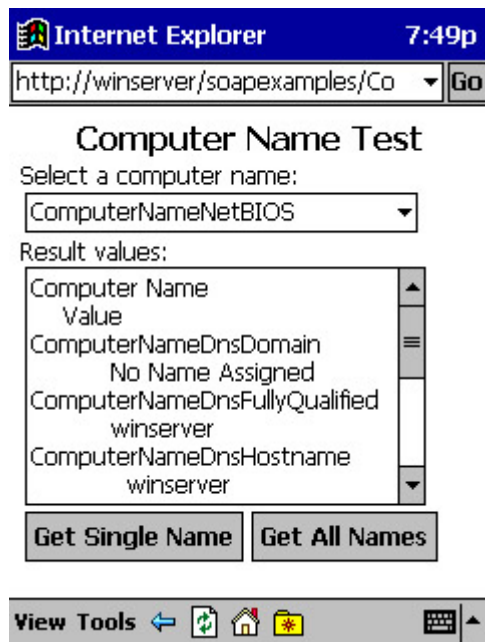 Internet Explorer 7:49p
http://winserver/soapexamples/Co Go
Computer Name Test
Select a computer name:
ComputerNameNetBIOS
Result values:
Computer Name
Value
ComputerNameDnsDomain
No Name Assigned
ComputerNameDnsFullyQualified
winserver
ComputerNameDnsHostname
winserver
Get Single Name Get All Names
View Tools